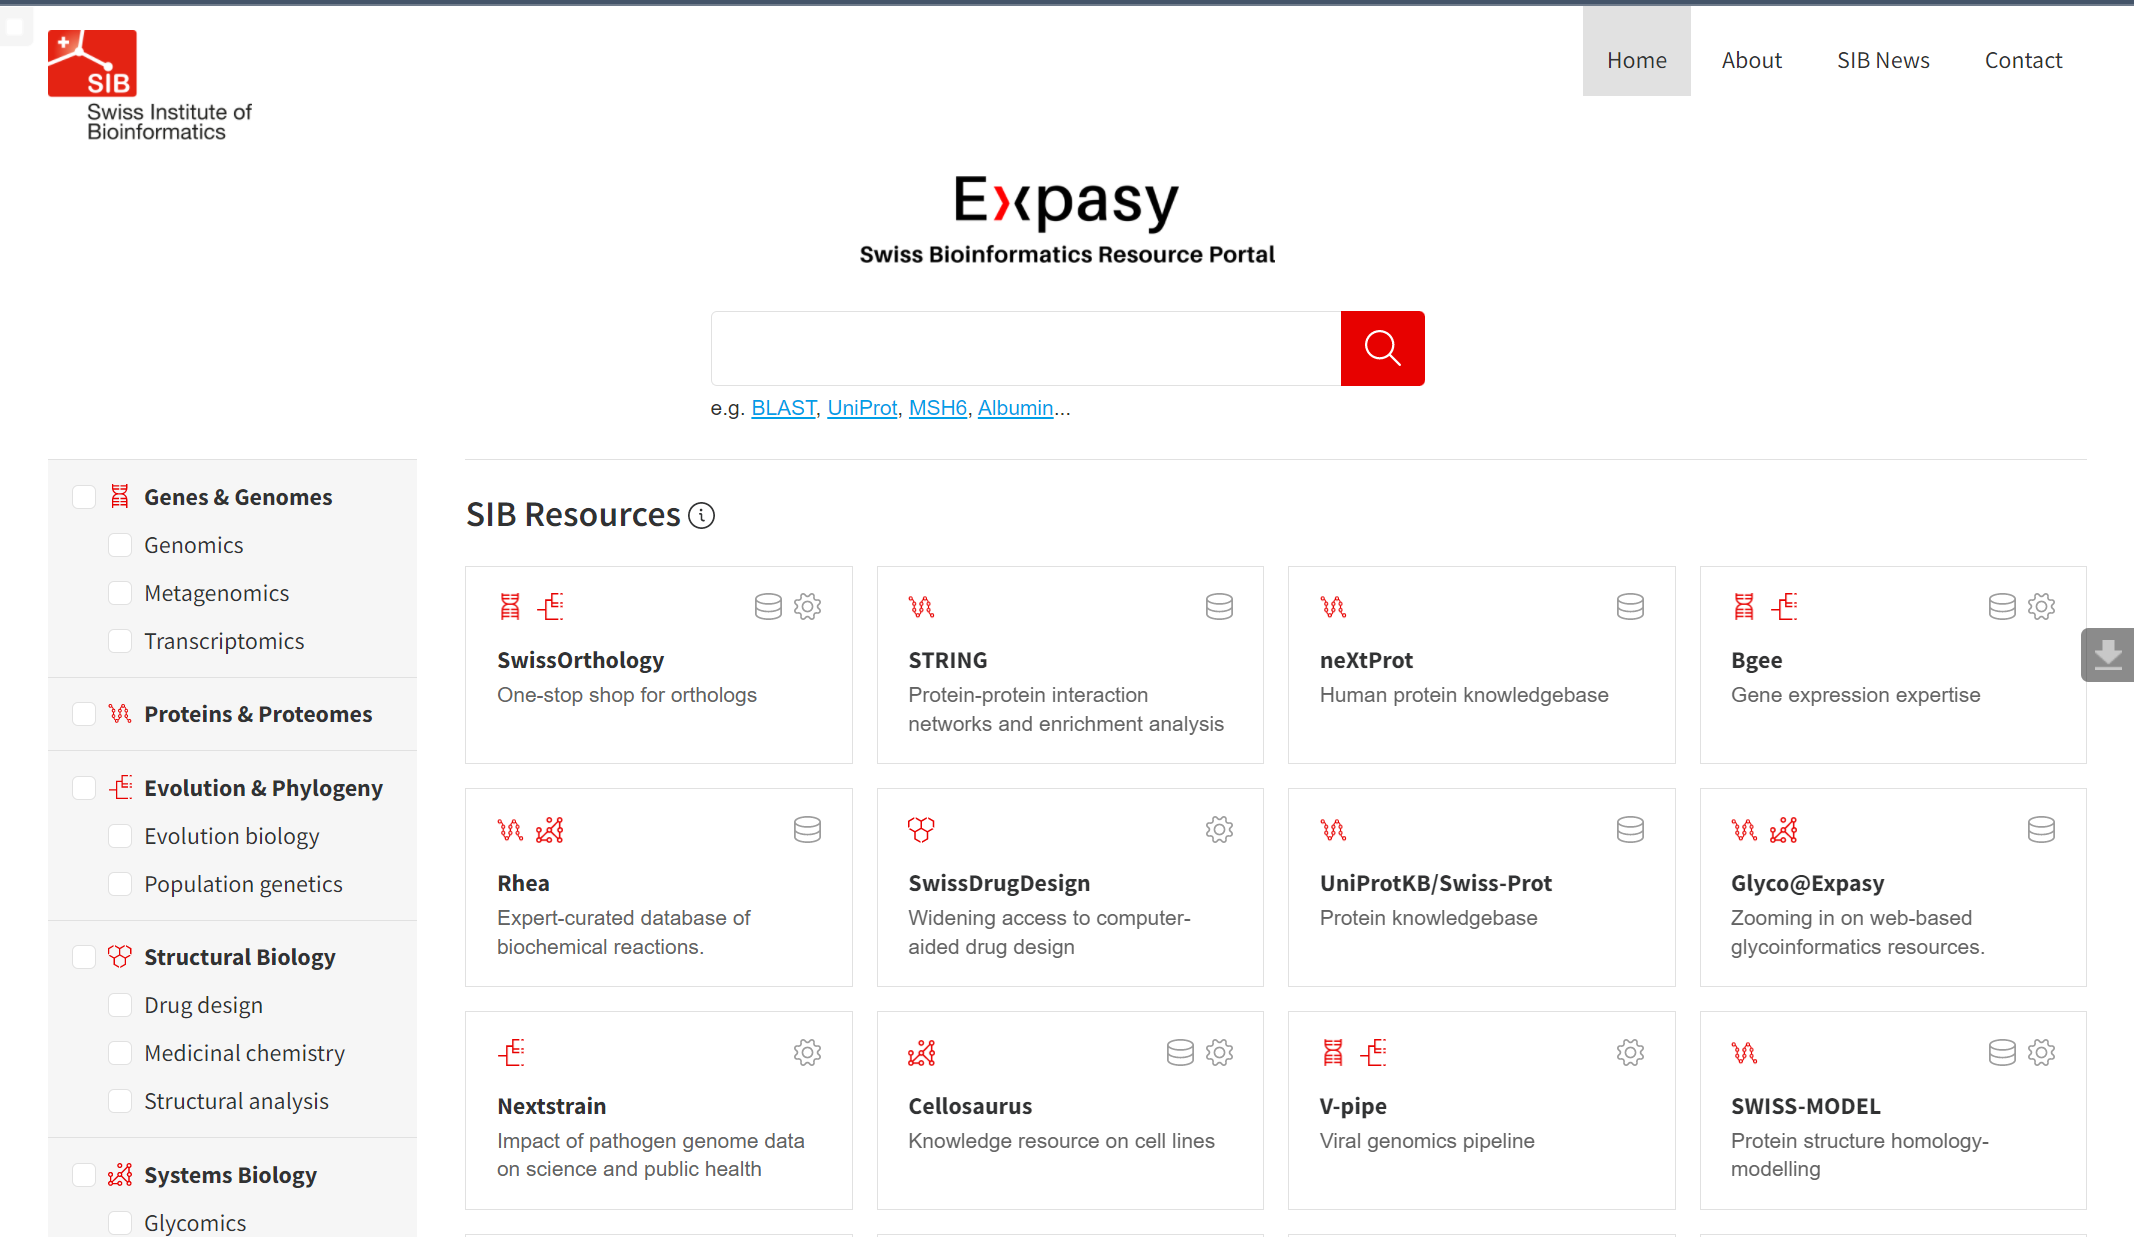 SIB
Swiss Institute of
Bioinformatics
Home
About
SIB News
Contact
Expasy
Swiss Bioinformatics Resource Portal
e.g. BLAST, UniProt, MSH6, Albumin...
Genes & Genomes
Genomics
Metagenomics
Transcriptomics
Proteins & Proteomes
Evolution & Phylogeny
Evolution biology
Population genetics
Structural Biology
Drug design
Medicinal chemistry
Structural analysis
Systems Biology
Glycomics
SIB Resources
SwissOrthology
One-stop shop for orthologs
STRING
Protein-protein interaction
networks and enrichment analysis
neXtProt
Human protein knowledgebase
Bgee
Gene expression expertise
Rhea
Expert-curated database of
biochemical reactions.
SwissDrugDesign
Widening access to computer-
aided drug design
UniProtKB/Swiss-Prot
Protein knowledgebase
Glyco@Expasy
Zooming in on web-based
glycoinformatics resources.
Nextstrain
Impact of pathogen genome data
on science and public health
Cellosaurus
Knowledge resource on cell lines
V-pipe
Viral genomics pipeline
SWISS-MODEL
Protein structure homology-
modelling